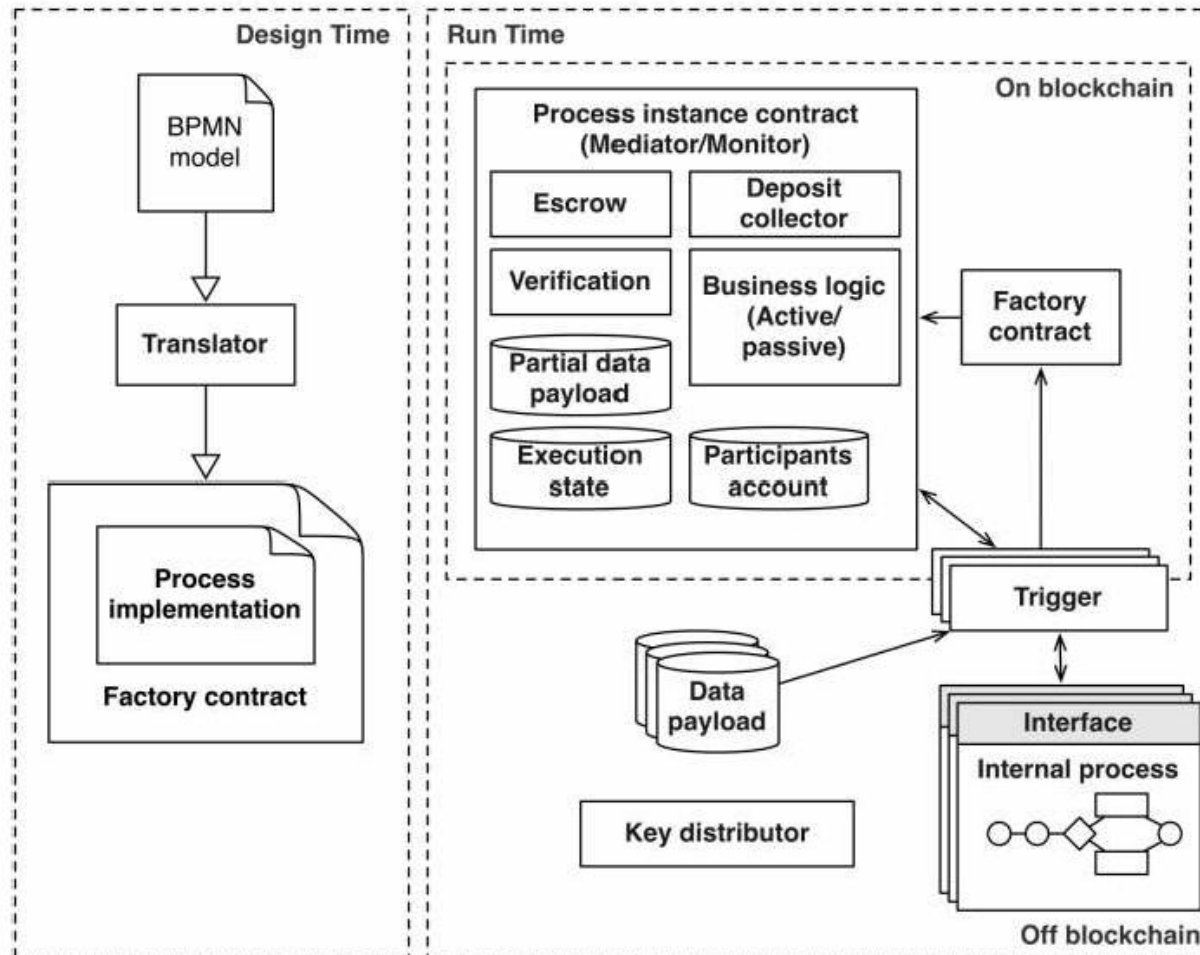 Design Time
BPMN
model
Translator
Process
implementation
Factory contract
Run Time
On blockchain
Process instance contract
(Mediator/Monitor)
Escrow
Deposit
collector
Verification
Business logic
(Active/
passive)
Partial data
payload
Execution
state
Participants
account
Factory
contract
Trigger
Data
payload
Interface
Internal process
Key distributor
Off blockchain